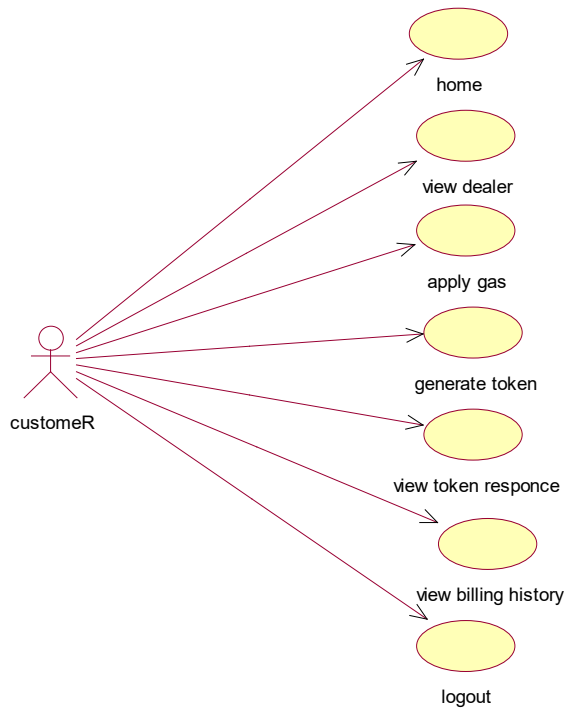 home
view dealer
apply gas
generate token
customeR
view token responce
view billing history
logout